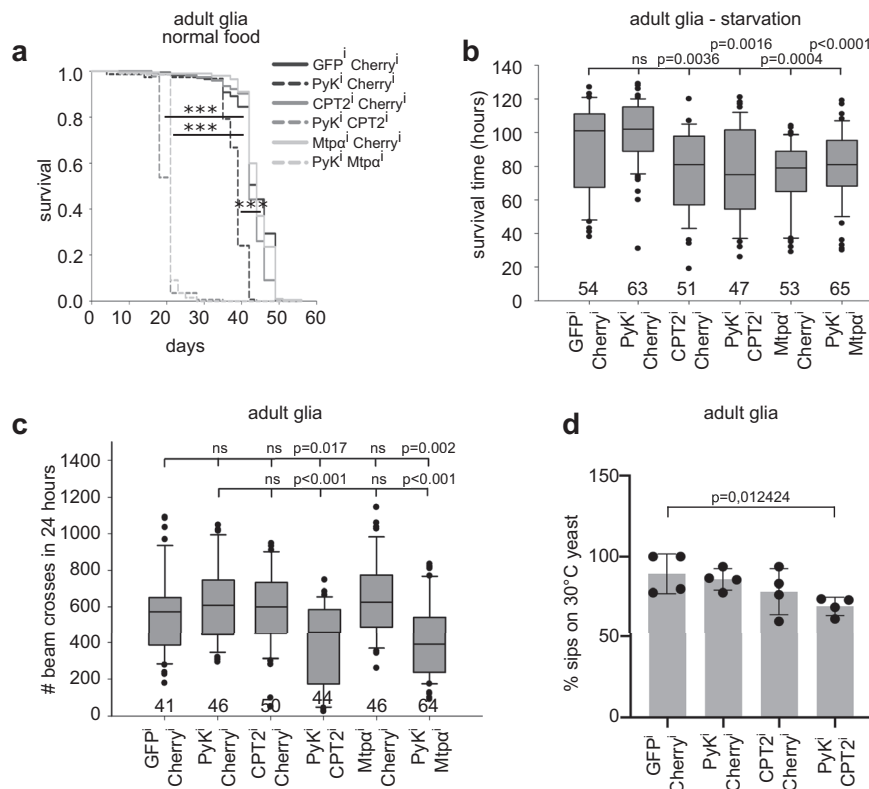 a
adult glia
normal food
GFPⁱ Cherryⁱ
PyKⁱ Cherryⁱ
CPT2ⁱ Cherryⁱ
PyKⁱ CPT2ⁱ
Mtpαⁱ Cherryⁱ
PyKⁱ Mtpαⁱ
***
***
***
survival
1.0
0.8
0.6
0.4
0.2
0.0
0 10 20 30 40 50 60
days
b
adult glia - starvation
ns p=0.0036 p=0.0016 p=0.0004 p<0.0001
survival time (hours)
140
120
100
80
60
40
20
0
54 63 51 47 53 65
GFPⁱ Cherryⁱ
PyKⁱ Cherryⁱ
CPT2ⁱ Cherryⁱ
PyKⁱ CPT2ⁱ
Mtpαⁱ Cherryⁱ
PyKⁱ Mtpαⁱ
c
adult glia
ns ns p=0.017 ns p=0.002
ns p<0.001 ns p<0.001
# beam crosses in 24 hours
1400
1200
1000
800
600
400
200
0
41 46 50 44 46 64
GFPⁱ Cherryⁱ
PyKⁱ Cherryⁱ
CPT2ⁱ Cherryⁱ
PyKⁱ CPT2ⁱ
Mtpαⁱ Cherryⁱ
PyKⁱ Mtpαⁱ
d
adult glia
p=0,012424
% sips on 30°C yeast
150
100
50
0
GFPⁱ Cherryⁱ
PyKⁱ Cherryⁱ
CPT2ⁱ Cherryⁱ
PyKⁱ CPT2ⁱ